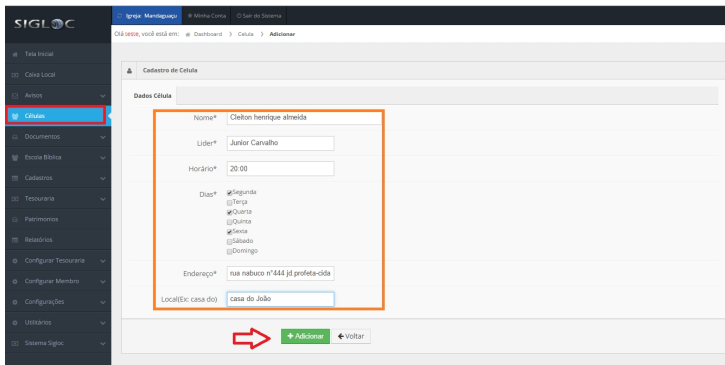 SIGLOC
Igreja: Mandaguaçu Minha Conta Sair do Sistema
Olá sesse, você está em: Dashboard > Celula > Adicionar
Tela Inicial
Caixa Local
Avisos
Células
Documentos
Escola Bíblica
Cadastros
Tesouraria
Patrimonios
Relatórios
Configurar Tesouraria
Configurar Membro
Configurações
Utilitários
Sistema Sigloc
Cadastro de Celula
Dados Célula
Nome* Cleiton henrique almeida
Lider* Junior Carvalho
Horário* 20:00
Dias* Segunda
Terça
Quarta
Quinta
Sexta
Sábado
Domingo
Endereço* rua nabuco n°444 jd profeta-cida
Local(Ex: casa do) casa do João
+ Adicionar Voltar